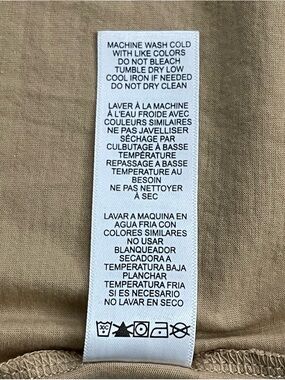 MACHINE WASH COLD
WITH LIKE COLORS
DO NOT BLEACH
TUMBLE DRY LOW
COOL IRON IF NEEDED
DO NOT DRY CLEAN
LAVER À LA MACHINE
À L'EAU FROIDE AVEC
COULEURS SIMILAIRES
NE PAS JAVELLISER
SÉCHAGE PAR
CULBUTAGE À BASSE
TEMPÉRATURE
REPASSAGE A BASSE
TEMPERATURE AU
BESOIN
NE PAS NETTOYER
À SEC
LAVAR A MAQUINA EN
AGUA FRIA CON
COLORES SIMILARES
NO USAR
BLANQUEADOR
SECADORA A
TEMPERATURA BAJA
PLANCHAR
TEMPERATURA FRIA
SI ES NECESARIO
NO LAVAR EN SECO